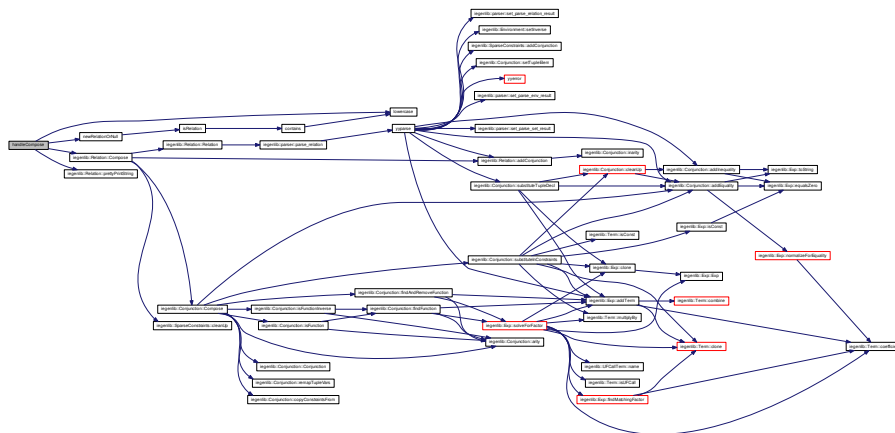 iegenlib::parser::set_parse_relation_result
iegenlib::Environment::setInverse
iegenlib::SparseConstraints::addConjunction
iegenlib::Conjunction::setTupleElem
yyerror
iegenlib::parser::set_parse_env_result
lowercase
iegenlib::parser::set_parse_set_result
yyparse
isRelation
contains
newRelationOrNull
handleCompose
iegenlib::Relation::Relation
iegenlib::parser::parse_relation
iegenlib::Relation::Compose
iegenlib::Relation::prettyPrintString
iegenlib::Conjunction::inarity
iegenlib::Relation::addConjunction
iegenlib::Conjunction::cleanUp
iegenlib::Conjunction::addInequality
iegenlib::Exp::toString
iegenlib::Conjunction::substituteTupleDecl
iegenlib::Conjunction::addEquality
iegenlib::Exp::equalsZero
iegenlib::Exp::isConst
iegenlib::Term::isConst
iegenlib::Exp::normalizeForEquality
iegenlib::Conjunction::substituteInConstraints
iegenlib::Exp::clone
iegenlib::Exp::Exp
iegenlib::Conjunction::findAndRemoveFunction
iegenlib::Exp::addTerm
iegenlib::Term::combine
iegenlib::Conjunction::Compose
iegenlib::Conjunction::isFunctionInverse
iegenlib::Conjunction::findFunction
iegenlib::Term::multiplyBy
iegenlib::SparseConstraints::cleanUp
iegenlib::Conjunction::isFunction
iegenlib::Exp::solveForFactor
iegenlib::Conjunction::arity
iegenlib::Term::clone
iegenlib::Term::coefficient
iegenlib::Conjunction::Conjunction
iegenlib::UFCallTerm::name
iegenlib::Conjunction::remapTupleVars
iegenlib::Term::isUFCall
iegenlib::Conjunction::copyConstraintsFrom
iegenlib::Exp::findMatchingFactor